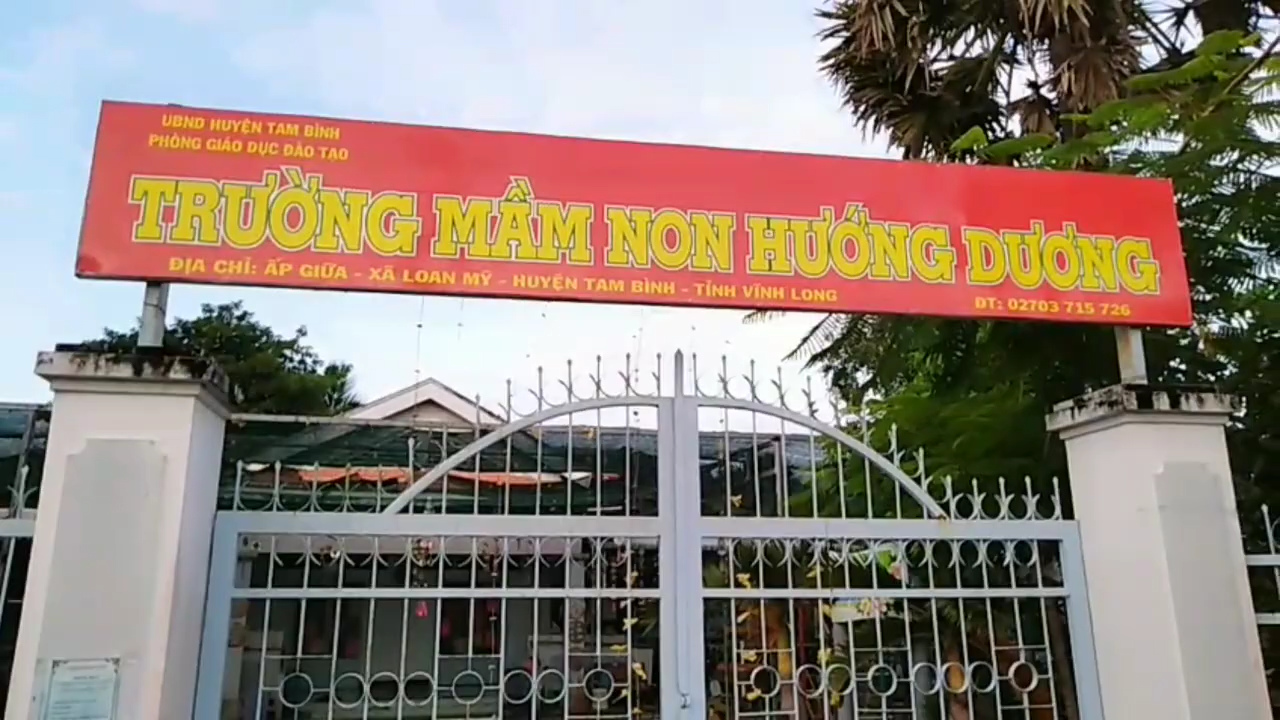 UBND HUYỆN TAM BÌNH
PHÒNG GIÁO DỤC ĐÀO TẠO
TRƯỜNG MẦM NON HƯỚNG DƯƠNG
ĐỊA CHỈ: ẤP GIỮA - XÃ LOAN MỸ - HUYỆN TAM BÌNH - TỈNH VĨNH LONG
ĐT: 02703 715 726